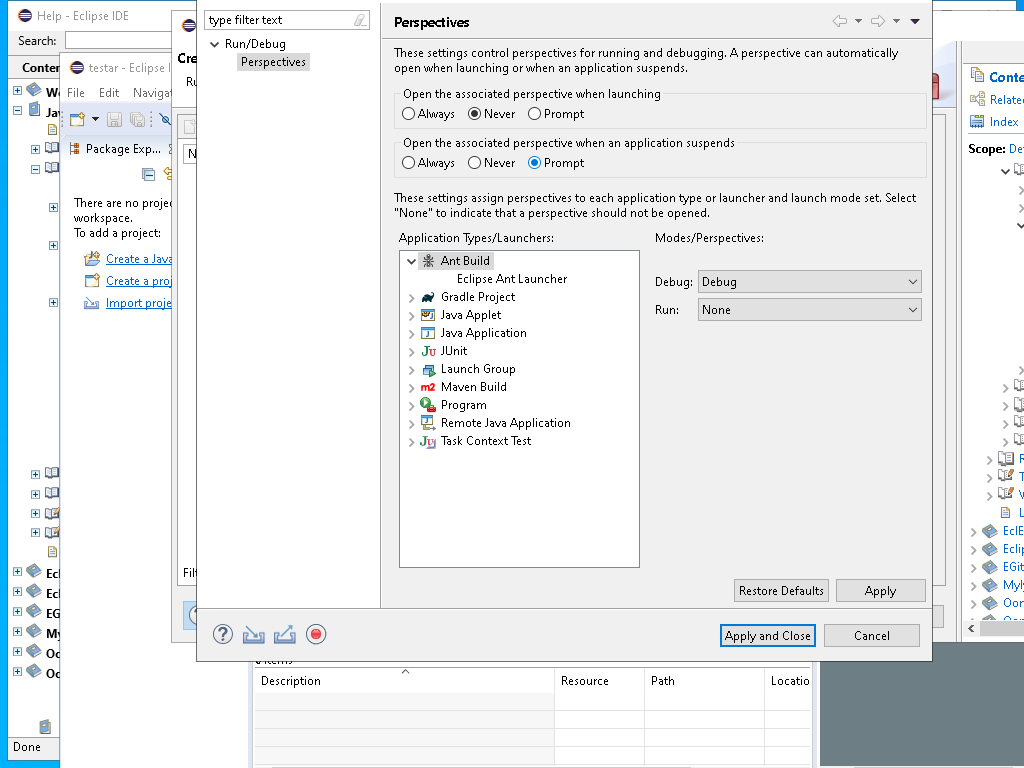 Help - Eclipse IDE
Search:
Conte
testar - Eclipse I
File Edit Navigat
Package Exp...
There are no proje
workspace.
To add a project:
Create a Java
Create a proj
Import proje
Cre
Ru
N
Filt
type filter text
Run/Debug
Perspectives
Perspectives
These settings control perspectives for running and debugging. A perspective can automatically
open when launching or when an application suspends.
Open the associated perspective when launching
Always Never Prompt
Open the associated perspective when an application suspends
Always Never Prompt
These settings assign perspectives to each application type or launcher and launch mode set. Select
"None" to indicate that a perspective should not be opened.
Application Types/Launchers:
Modes/Perspectives:
Ant Build
Eclipse Ant Launcher
Gradle Project
Java Applet
Java Application
JUnit
Launch Group
Maven Build
Program
Remote Java Application
Task Context Test
Debug: Debug
Run: None
Restore Defaults
Apply
Apply and Close
Cancel
W
Jav
Ecl
Ecl
EG
My
Oo
Oo
Done
Description Resource Path Locatio
Conte
Relate
Index
Scope: De
R
T
V
L
EclE
Eclip
EGit
Myly
Oor